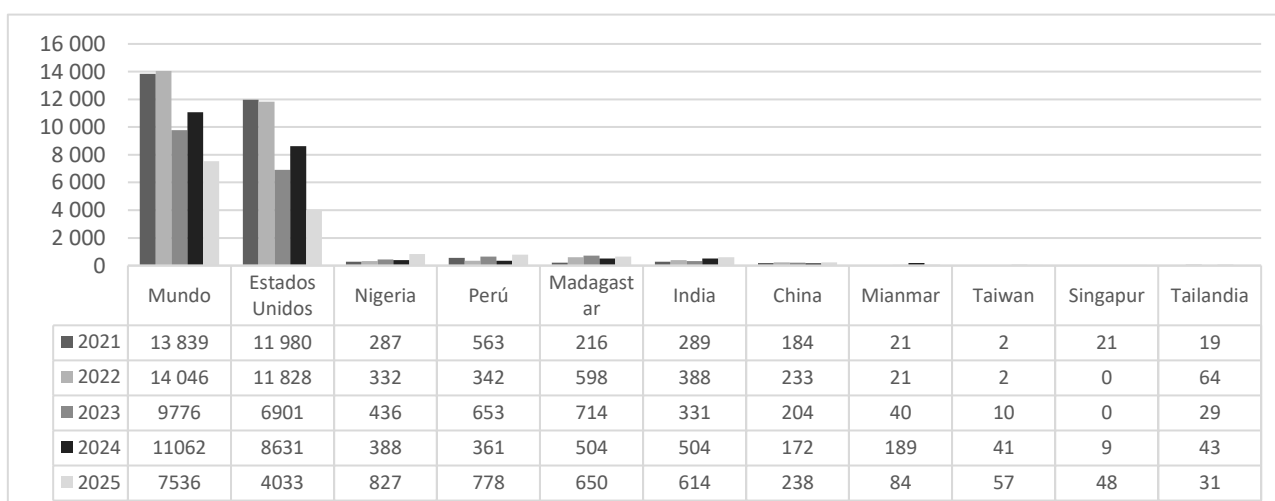 16 000
14 000
12 000
10 000
8 000
6 000
4 000
2 000
0
Mundo Estados Unidos Nigeria Perú Madagast ar India China Mianmar Taiwan Singapur Tailandia
2021 13 839 11 980 287 563 216 289 184 21 2 21 19
2022 14 046 11 828 332 342 598 388 233 21 2 0 64
2023 9776 6901 436 653 714 331 204 40 10 0 29
2024 11062 8631 388 361 504 504 172 189 41 9 43
2025 7536 4033 827 778 650 614 238 84 57 48 31